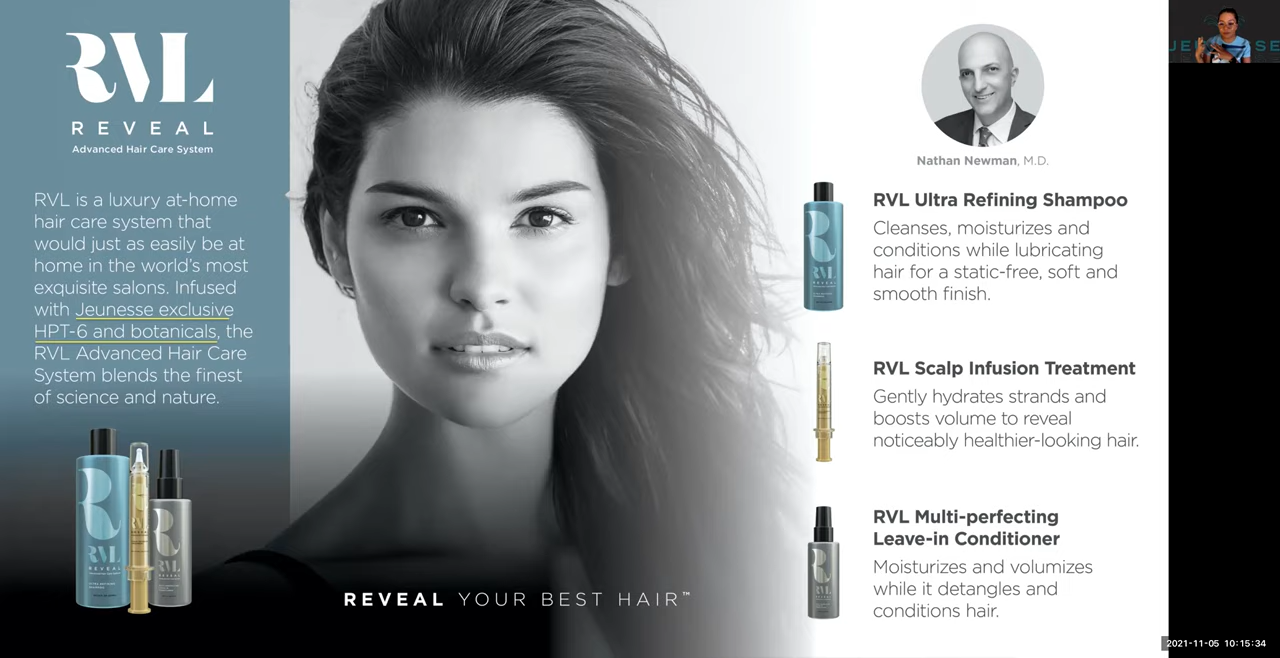 RVL
REVEAL
Advanced Hair Care System
RVL is a luxury at-home
hair care system that
would just as easily be at
home in the world's most
exquisite salons. Infused
with Jeunesse exclusive
HPT-6 and botanicals, the
RVL Advanced Hair Care
System blends the finest
of science and nature.
RVL
REVEAL
REVEAL YOUR BEST HAIR™
Nathan Newman, M.D.
RVL Ultra Refining Shampoo
Cleanses, moisturizes and
conditions while lubricating
hair for a static-free, soft and
smooth finish.
RVL
REVEAL
RVL Scalp Infusion Treatment
Gently hydrates strands and
boosts volume to reveal
noticeably healthier-looking hair.
RVL Multi-perfecting
Leave-in Conditioner
Moisturizes and volumizes
while it detangles and
conditions hair.
RVL
2021-11-05 10:15:34